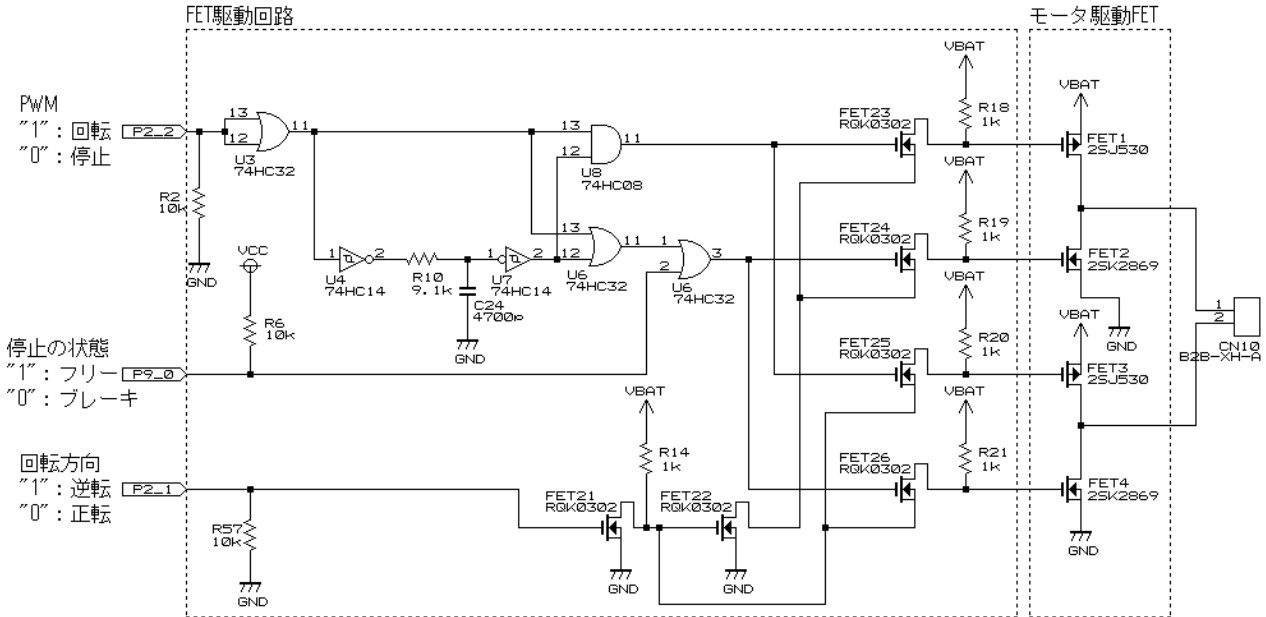 FET駆動回路
モータ駆動FET
PWM
"1"：回転
"0"：停止
P2_2
13
12
11
U3
74HC32
R2
10k
GND
VCC
R6
10k
1
2
U4
74HC14
R10
9.1k
C24
4700p
GND
1
2
U7
74HC14
13
12
11
U8
74HC08
13
12
11
U6
74HC32
1
2
3
U6
74HC32
停止の状態
"1"：フリー
"0"：ブレーキ
P9_0
回転方向
"1"：逆転
"0"：正転
P2_1
R57
10k
GND
FET21
RQK0302
GND
VBAT
R14
1k
FET22
RQK0302
GND
FET23
RQK0302
VBAT
R18
1k
FET24
RQK0302
VBAT
R19
1k
FET25
RQK0302
VBAT
R20
1k
FET26
RQK0302
VBAT
R21
1k
VBAT
FET1
2SJ530
FET2
2SK2869
GND
VBAT
FET3
2SJ530
FET4
2SK2869
GND
1
2
CN10
B2B-XH-A